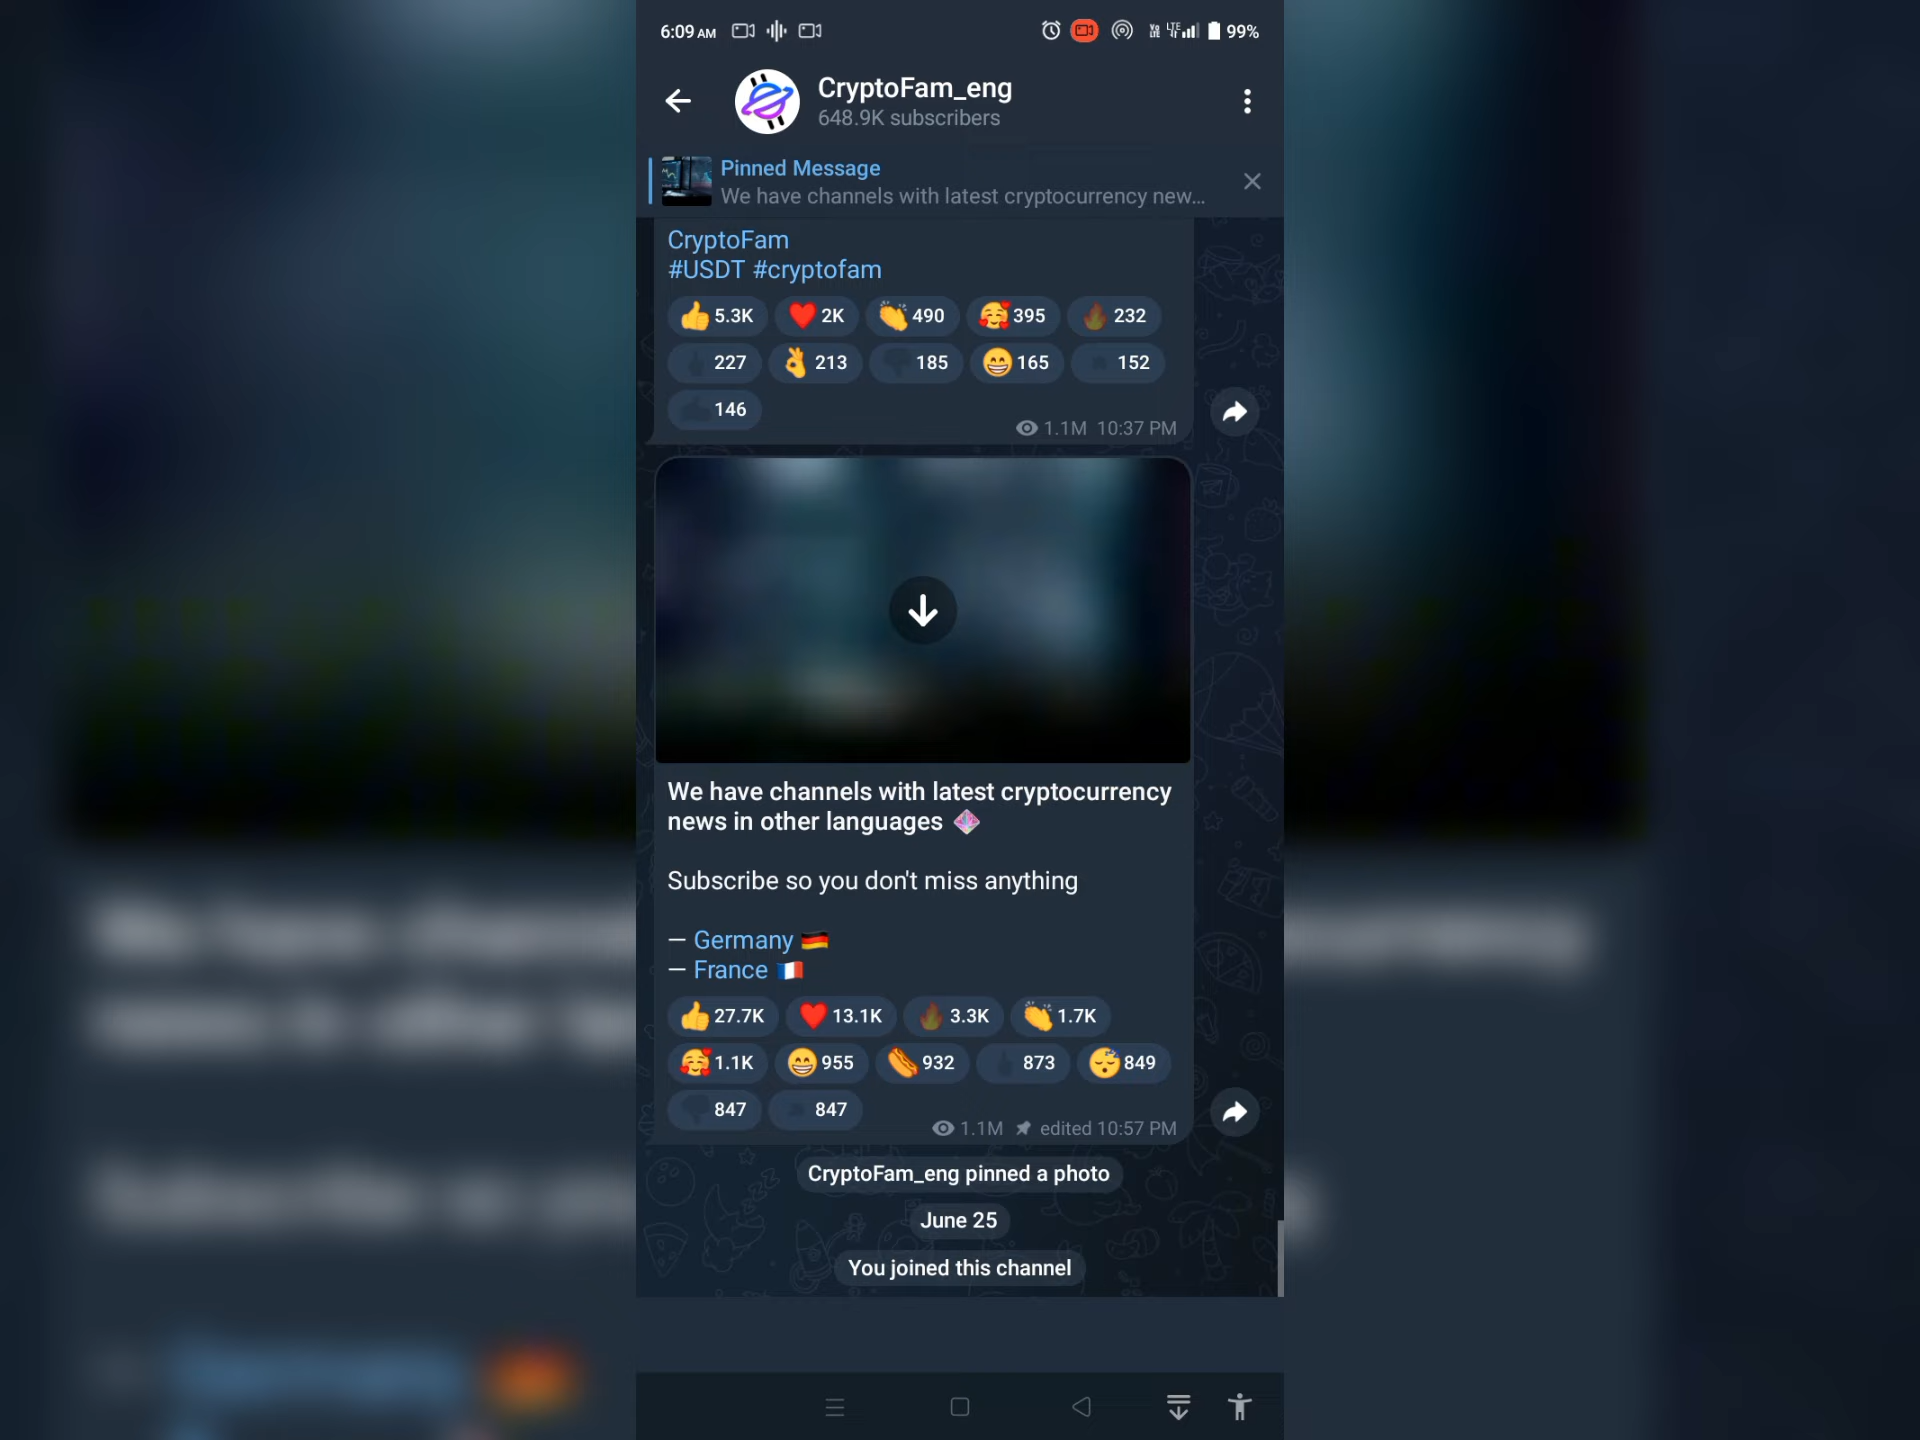 6:09 AM
LTE 99%
CryptoFam_eng
648.9K subscribers
Pinned Message
We have channels with latest cryptocurrency new...
CryptoFam
#USDT #cryptofam
5.3K 2K 490 395 232
227 213 185 165 152
146
1.1M 10:37 PM
We have channels with latest cryptocurrency
news in other languages
Subscribe so you don't miss anything
— Germany
— France
27.7K 13.1K 3.3K 1.7K
1.1K 955 932 873 849
847 847
1.1M edited 10:57 PM
CryptoFam_eng pinned a photo
June 25
You joined this channel